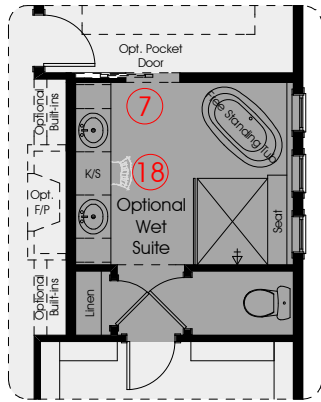 Opt. Pocket
Door
Optional
Built-ins
7
Free Standing Tub
K/S
18
Opt.
F/P
Optional
Wet
Suite
Seat
Optional
Built-ins
Linen